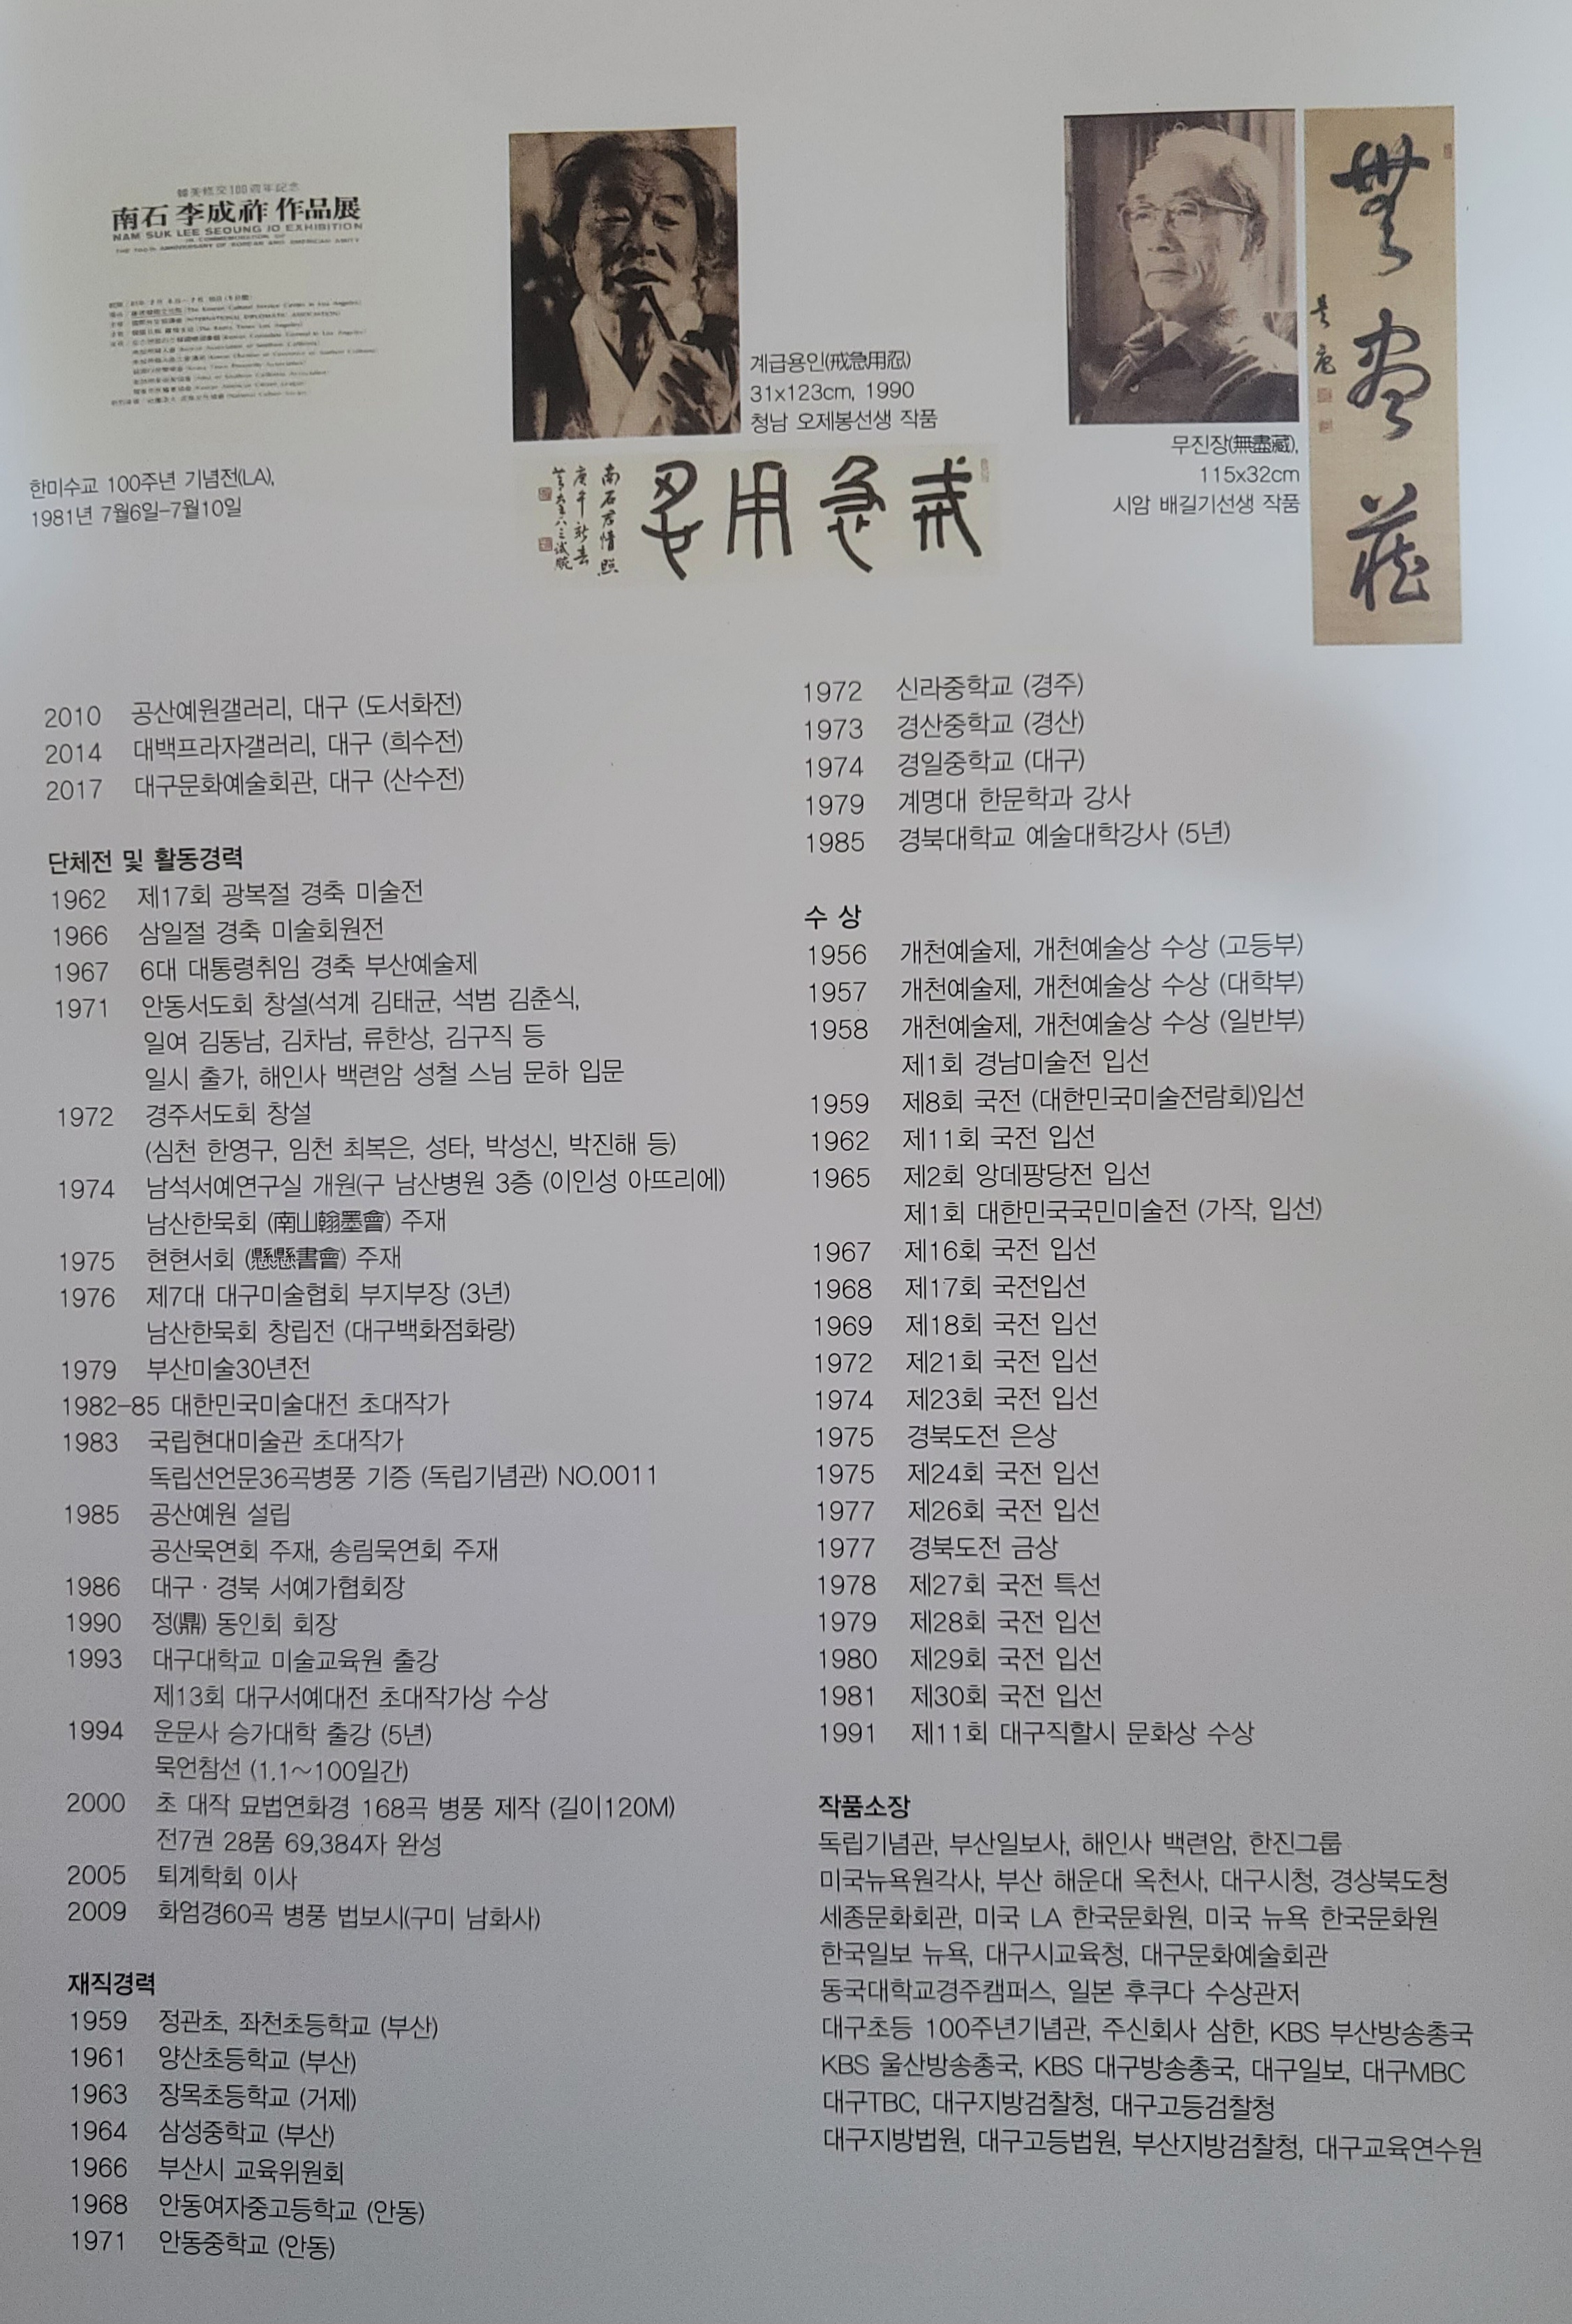 韓美修交100週年記念
南石 李成祚 作品展
NAM SUK LEE SEOUNG JO EXHIBITION
IN COMMEMORATION OF
THE 100th ANNIVERSARY OF KOREAN AND AMERICAN AMITY
한미수교 100주년 기념전(LA),
1981년 7월6일-7월10일
계급용인(戒急用忍)
31x123cm, 1990
청남 오제봉선생 작품
戒急用忍
南石君情照
庚午新春
무진장(無盡藏),
115x32cm
시암 배길기선생 작품
無盡藏
2010 공산예원갤러리, 대구 (도서화전)
2014 대백프라자갤러리, 대구 (희수전)
2017 대구문화예술회관, 대구 (산수전)
단체전 및 활동경력
1962 제17회 광복절 경축 미술전
1966 삼일절 경축 미술회원전
1967 6대 대통령취임 경축 부산예술제
1971 안동서도회 창설(석계 김태균, 석범 김춘식,
일여 김동남, 김차남, 류한상, 김구직 등
일시 출가, 해인사 백련암 성철 스님 문하 입문
1972 경주서도회 창설
(심천 한영구, 임천 최복은, 성타, 박성신, 박진해 등)
1974 남석서예연구실 개원(구 남산병원 3층 (이인성 아뜨리에)
남산한묵회 (南山翰墨會) 주재
1975 현현서회 (懸懸書會) 주재
1976 제7대 대구미술협회 부지부장 (3년)
남산한묵회 창립전 (대구백화점화랑)
1979 부산미술30년전
1982-85 대한민국미술대전 초대작가
1983 국립현대미술관 초대작가
독립선언문36곡병풍 기증 (독립기념관) NO.0011
1985 공산예원 설립
공산묵연회 주재, 송림묵연회 주재
1986 대구·경북 서예가협회장
1990 정(鼎) 동인회 회장
1993 대구대학교 미술교육원 출강
제13회 대구서예대전 초대작가상 수상
1994 운문사 승가대학 출강 (5년)
묵언참선 (1.1~100일간)
2000 초 대작 묘법연화경 168곡 병풍 제작 (길이120M)
전7권 28품 69,384자 완성
2005 퇴계학회 이사
2009 화엄경60곡 병풍 법보시(구미 남화사)
재직경력
1959 정관초, 좌천초등학교 (부산)
1961 양산초등학교 (부산)
1963 장목초등학교 (거제)
1964 삼성중학교 (부산)
1966 부산시 교육위원회
1968 안동여자중고등학교 (안동)
1971 안동중학교 (안동)
1972 신라중학교 (경주)
1973 경산중학교 (경산)
1974 경일중학교 (대구)
1979 계명대 한문학과 강사
1985 경북대학교 예술대학강사 (5년)
수 상
1956 개천예술제, 개천예술상 수상 (고등부)
1957 개천예술제, 개천예술상 수상 (대학부)
1958 개천예술제, 개천예술상 수상 (일반부)
제1회 경남미술전 입선
1959 제8회 국전 (대한민국미술전람회)입선
1962 제11회 국전 입선
1965 제2회 앙데팡당전 입선
제1회 대한민국국민미술전 (가작, 입선)
1967 제16회 국전 입선
1968 제17회 국전입선
1969 제18회 국전 입선
1972 제21회 국전 입선
1974 제23회 국전 입선
1975 경북도전 은상
1975 제24회 국전 입선
1977 제26회 국전 입선
1977 경북도전 금상
1978 제27회 국전 특선
1979 제28회 국전 입선
1980 제29회 국전 입선
1981 제30회 국전 입선
1991 제11회 대구직할시 문화상 수상
작품소장
독립기념관, 부산일보사, 해인사 백련암, 한진그룹
미국뉴욕원각사, 부산 해운대 옥천사, 대구시청, 경상북도청
세종문화회관, 미국 LA 한국문화원, 미국 뉴욕 한국문화원
한국일보 뉴욕, 대구시교육청, 대구문화예술회관
동국대학교경주캠퍼스, 일본 후쿠다 수상관저
대구초등 100주년기념관, 주신회사 삼한, KBS 부산방송총국
KBS 울산방송총국, KBS 대구방송총국, 대구일보, 대구MBC
대구TBC, 대구지방검찰청, 대구고등검찰청
대구지방법원, 대구고등법원, 부산지방검찰청, 대구교육연수원